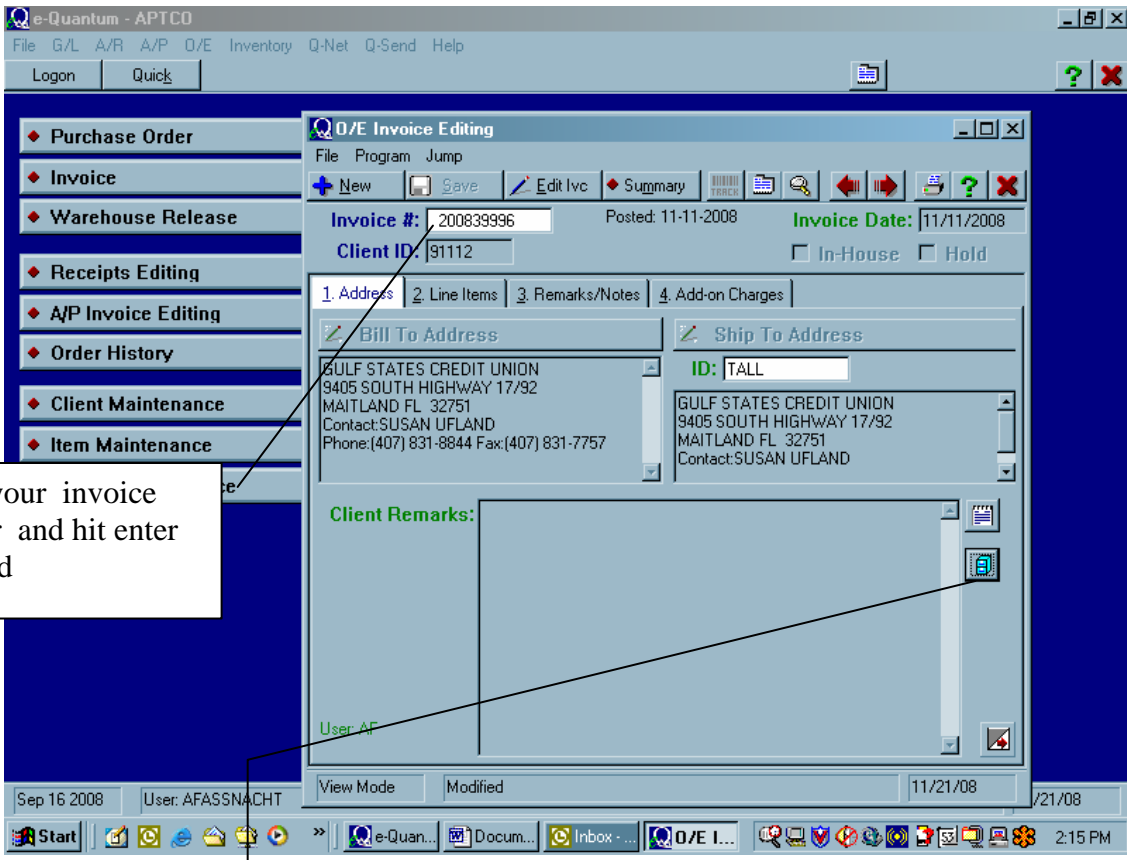 e-Quantum - APTCO
File G/L A/R A/P O/E Inventory Q-Net Q-Send Help
Logon Quick
Purchase Order
Invoice
Warehouse Release
Receipts Editing
A/P Invoice Editing
Order History
Client Maintenance
Item Maintenance
ce
your invoice
and hit enter
O/E Invoice Editing
File Program Jump
New Save Edit Ivc Summary TRACK
Invoice #: 200839996 Posted: 11-11-2008 Invoice Date: 11/11/2008
Client ID: 91112 In-House Hold
1. Address 2. Line Items 3. Remarks/Notes 4. Add-on Charges
Bill To Address
GULF STATES CREDIT UNION
9405 SOUTH HIGHWAY 17/92
MAITLAND FL 32751
Contact:SUSAN UFLAND
Phone:(407) 831-8844 Fax:(407) 831-7757
Ship To Address
ID: TALL
GULF STATES CREDIT UNION
9405 SOUTH HIGHWAY 17/92
MAITLAND FL 32751
Contact:SUSAN UFLAND
Client Remarks:
User: AF
View Mode Modified 11/21/08
Sep 16 2008 User: AFASSNACHT /21/08
Start » e-Quan... Docum... Inbox - ... O/E I... 2:15 PM